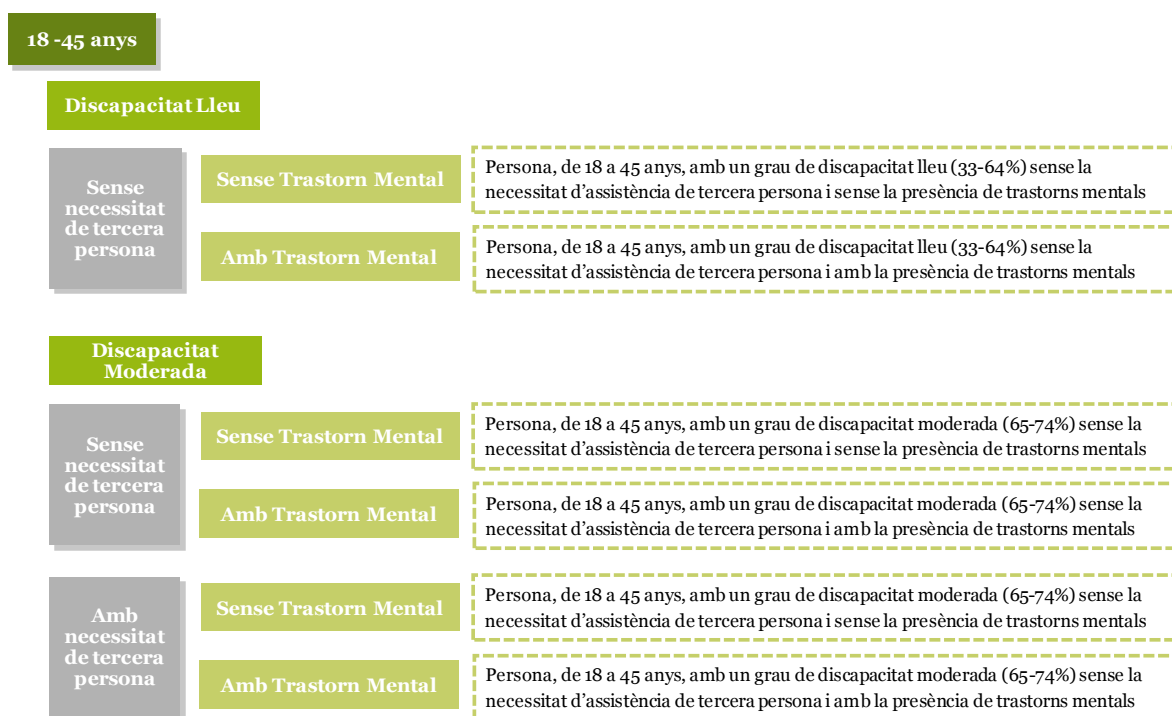 18 -45 anys
Discapacitat Lleu
Sense
necessitat
de tercera
persona
Sense Trastorn Mental
Persona, de 18 a 45 anys, amb un grau de discapacitat lleu (33-64%) sense la
necessitat d'assistència de tercera persona i sense la presència de trastorns mentals
Amb Trastorn Mental
Persona, de 18 a 45 anys, amb un grau de discapacitat lleu (33-64%) sense la
necessitat d'assistència de tercera persona i amb la presència de trastorns mentals
Discapacitat
Moderada
Sense
necessitat
de tercera
persona
Sense Trastorn Mental
Persona, de 18 a 45 anys, amb un grau de discapacitat moderada (65-74%) sense la
necessitat d'assistència de tercera persona i sense la presència de trastorns mentals
Amb Trastorn Mental
Persona, de 18 a 45 anys, amb un grau de discapacitat moderada (65-74%) sense la
necessitat d'assistència de tercera persona i amb la presència de trastorns mentals
Amb
necessitat
de tercera
persona
Sense Trastorn Mental
Persona, de 18 a 45 anys, amb un grau de discapacitat moderada (65-74%) sense la
necessitat d'assistència de tercera persona i sense la presència de trastorns mentals
Amb Trastorn Mental
Persona, de 18 a 45 anys, amb un grau de discapacitat moderada (65-74%) sense la
necessitat d'assistència de tercera persona i amb la presència de trastorns mentals